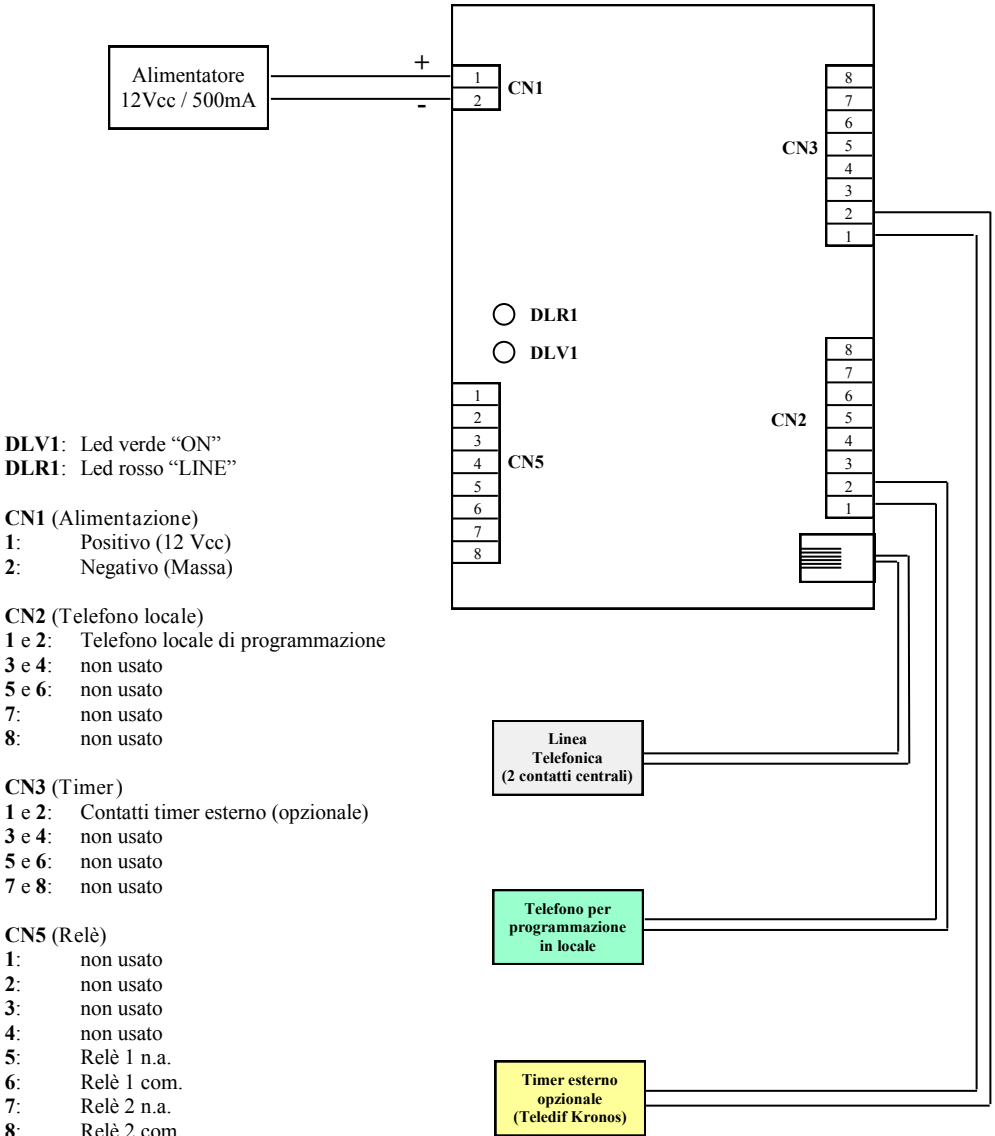 Alimentatore
12Vcc / 500mA
+
-
1
2
CN1
8
7
6
5
4
3
2
1
CN3
DLR1
DLV1
8
7
6
5
4
3
2
1
CN2
1
2
3
4
5
6
7
8
CN5
DLV1: Led verde “ON”
DLR1: Led rosso “LINE”
CN1 (Alimentazione)
1: Positivo (12 Vcc)
2: Negativo (Massa)
CN2 (Telefono locale)
1 e 2: Telefono locale di programmazione
3 e 4: non usato
5 e 6: non usato
7: non usato
8: non usato
CN3 (Timer)
1 e 2: Contatti timer esterno (opzionale)
3 e 4: non usato
5 e 6: non usato
7 e 8: non usato
CN5 (Relè)
1: non usato
2: non usato
3: non usato
4: non usato
5: Relè 1 n.a.
6: Relè 1 com.
7: Relè 2 n.a.
8: Relè 2 com.
Linea
Telefonica
(2 contatti centrali)
Telefono per
programmazione
in locale
Timer esterno
opzionale
(Teledif Kronos)